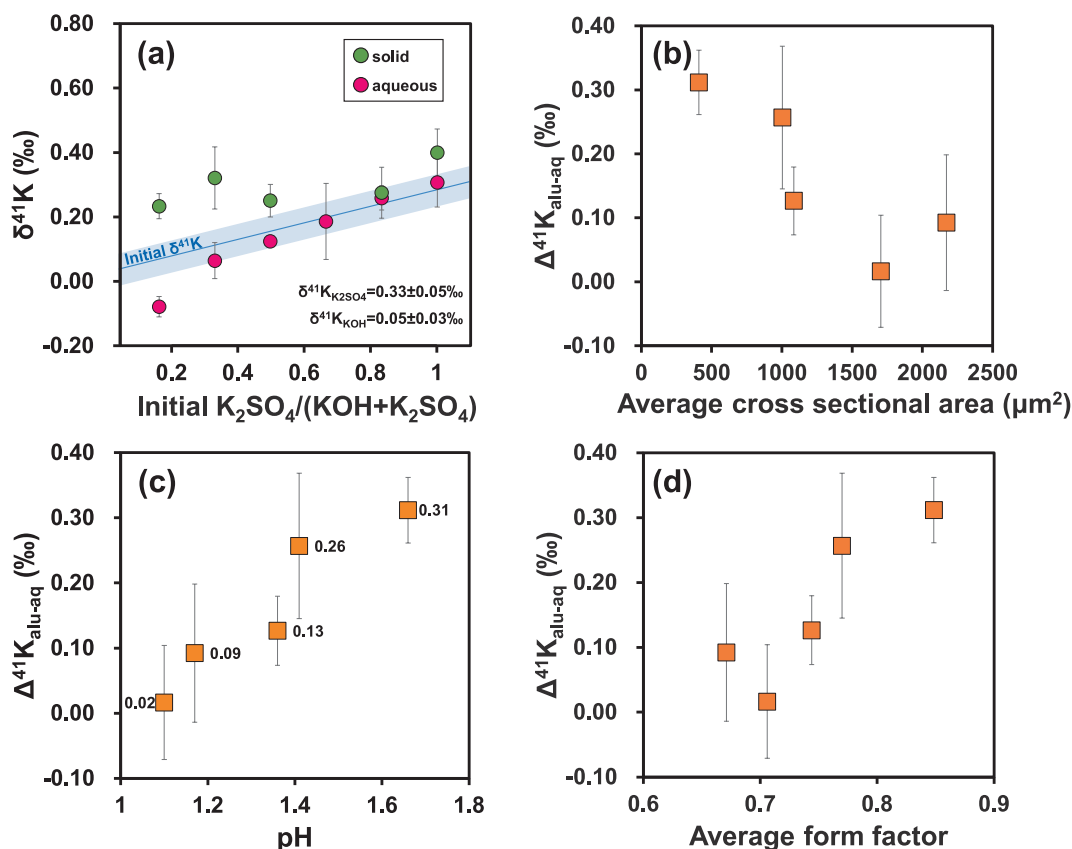 (a)
0.80
0.60
0.40
0.20
0.00
-0.20
δ⁴¹K (‰)
solid
aqueous
Initial δ⁴¹K
δ⁴¹K_K2SO4=0.33±0.05‰
δ⁴¹K_KOH=0.05±0.03‰
0.2 0.4 0.6 0.8 1
Initial K₂SO₄/(KOH+K₂SO₄)
(b)
0.40
0.30
0.20
0.10
0.00
-0.10
Δ⁴¹K_alu-aq (‰)
0 500 1000 1500 2000 2500
Average cross sectional area (μm²)
(c)
0.40
0.30
0.20
0.10
0.00
-0.10
Δ⁴¹K_alu-aq (‰)
0.31
0.26
0.13
0.09
0.02
1 1.2 1.4 1.6 1.8
pH
(d)
0.40
0.30
0.20
0.10
0.00
-0.10
Δ⁴¹K_alu-aq (‰)
0.6 0.7 0.8 0.9
Average form factor